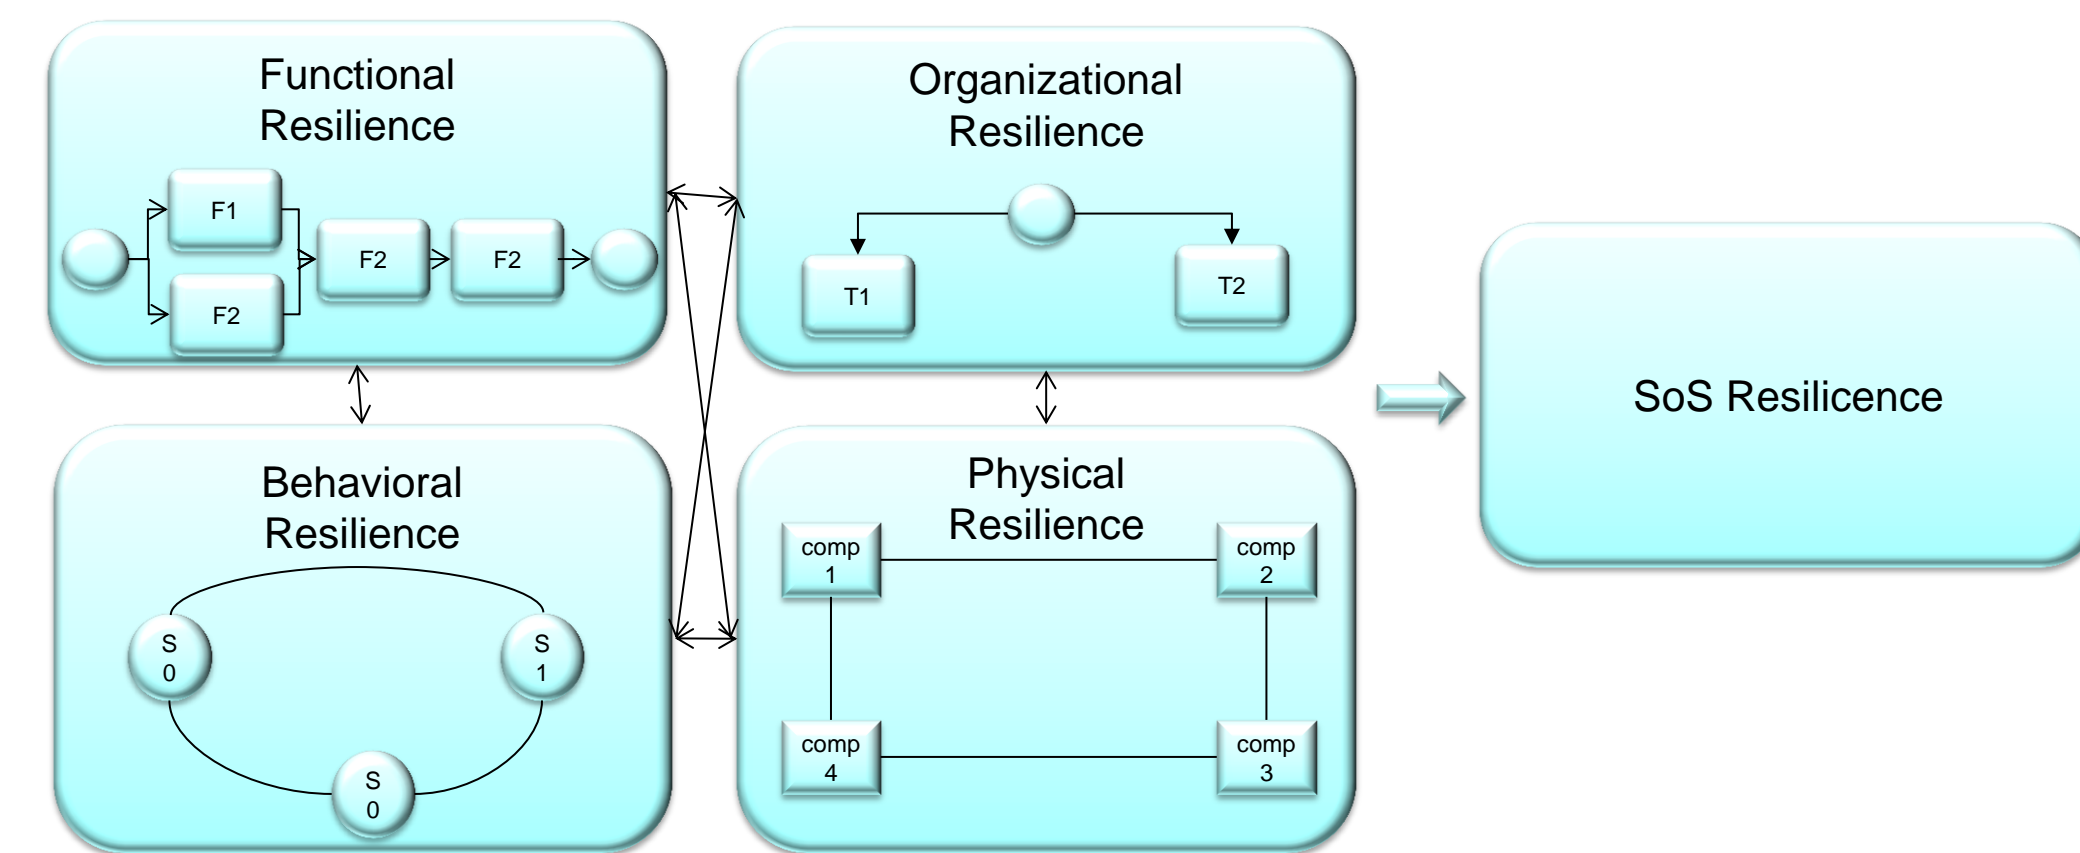 Functional
Resilience
F1
F2
F2
F2
Organizational
Resilience
T1
T2
Behavioral
Resilience
S
0
S
1
S
0
Physical
Resilience
comp
1
comp
2
comp
4
comp
3
SoS Resilicence